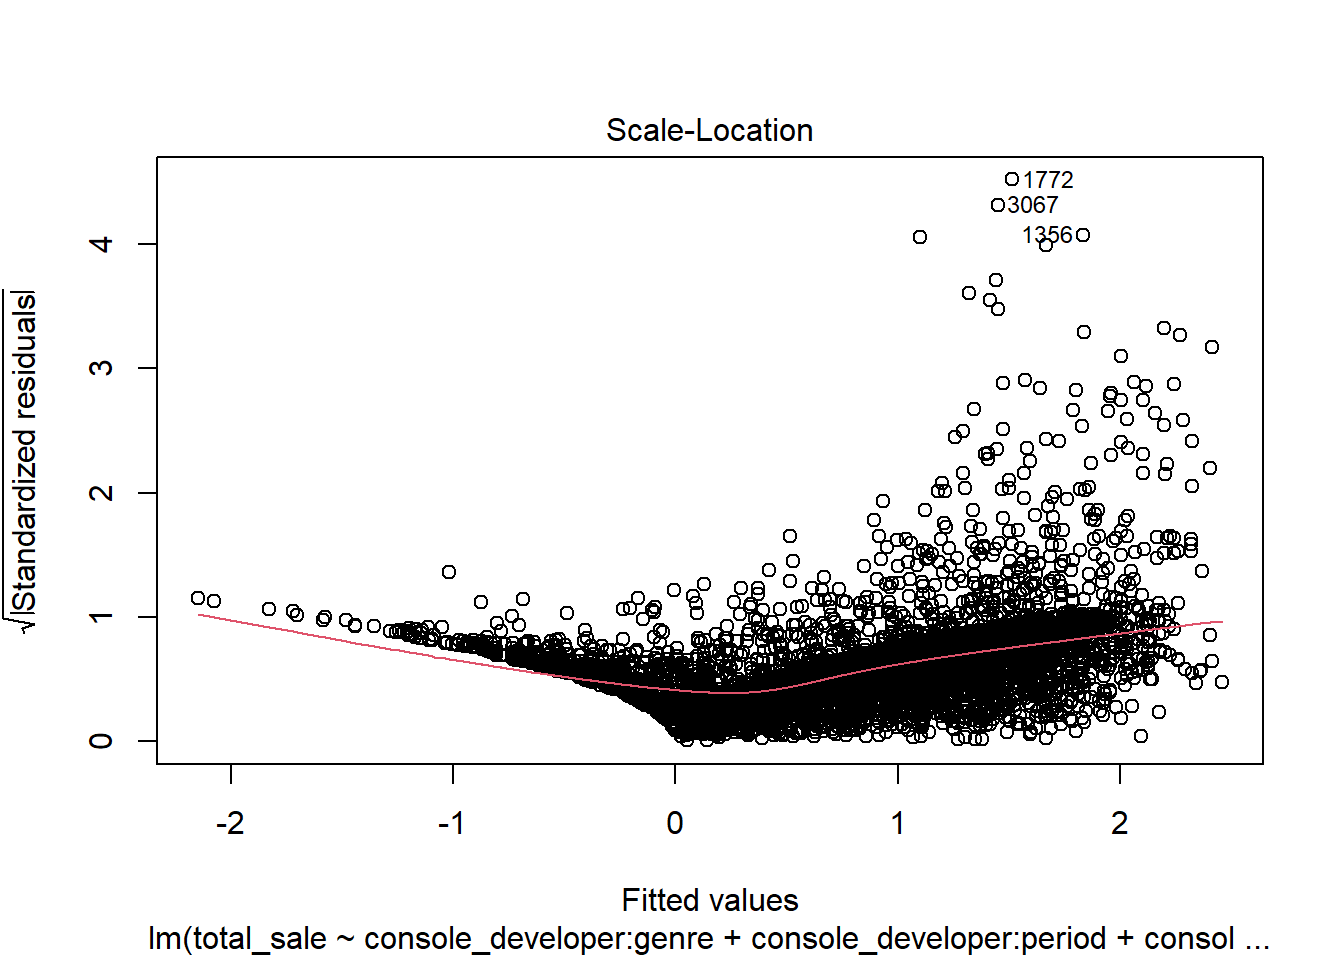 Scale-Location
1772
3067
1356
√|Standardized residuals|
4
3
2
1
0
-2 -1 0 1 2
Fitted values
lm(total_sale ~ console_developer:genre + console_developer:period + consol ...